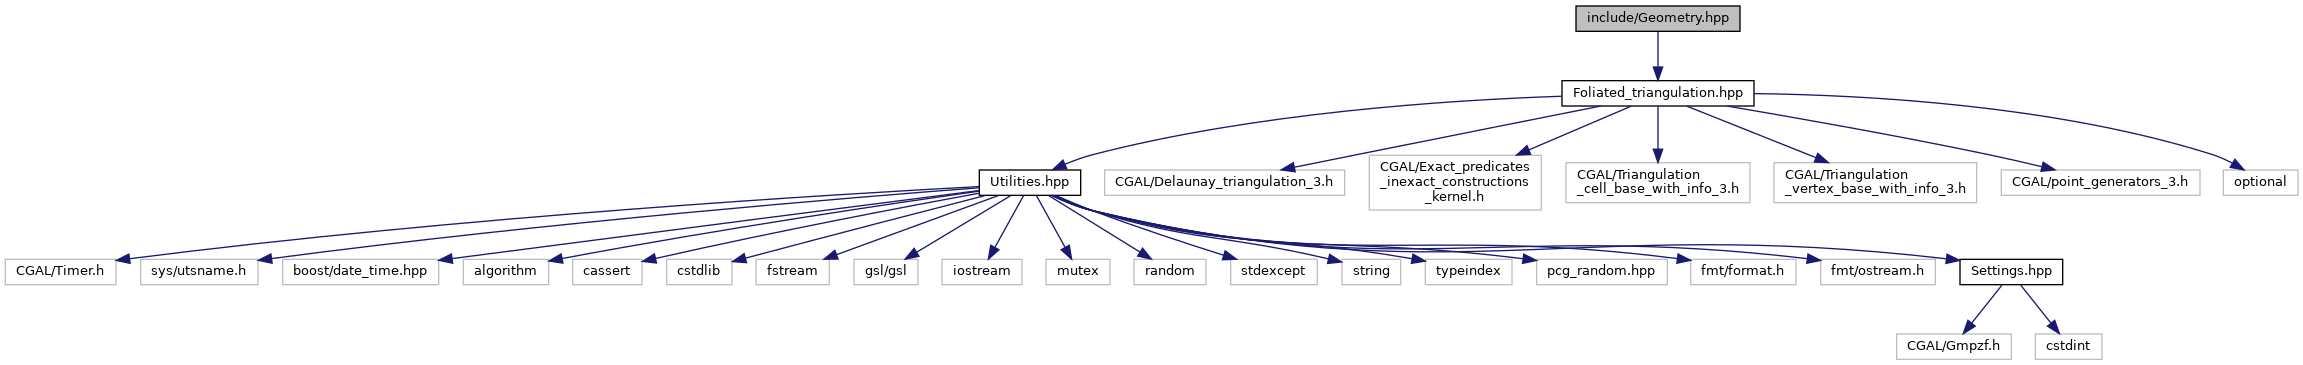 include/Geometry.hpp
Foliated_triangulation.hpp
Utilities.hpp
CGAL/Delaunay_triangulation_3.h
CGAL/Exact_predicates
_inexact_constructions
_kernel.h
CGAL/Triangulation
_cell_base_with_info_3.h
CGAL/Triangulation
_vertex_base_with_info_3.h
CGAL/point_generators_3.h
optional
CGAL/Timer.h
sys/utsname.h
boost/date_time.hpp
algorithm
cassert
cstdlib
fstream
gsl/gsl
iostream
mutex
random
stdexcept
string
typeindex
pcg_random.hpp
fmt/format.h
fmt/ostream.h
Settings.hpp
CGAL/Gmpzf.h
cstdint